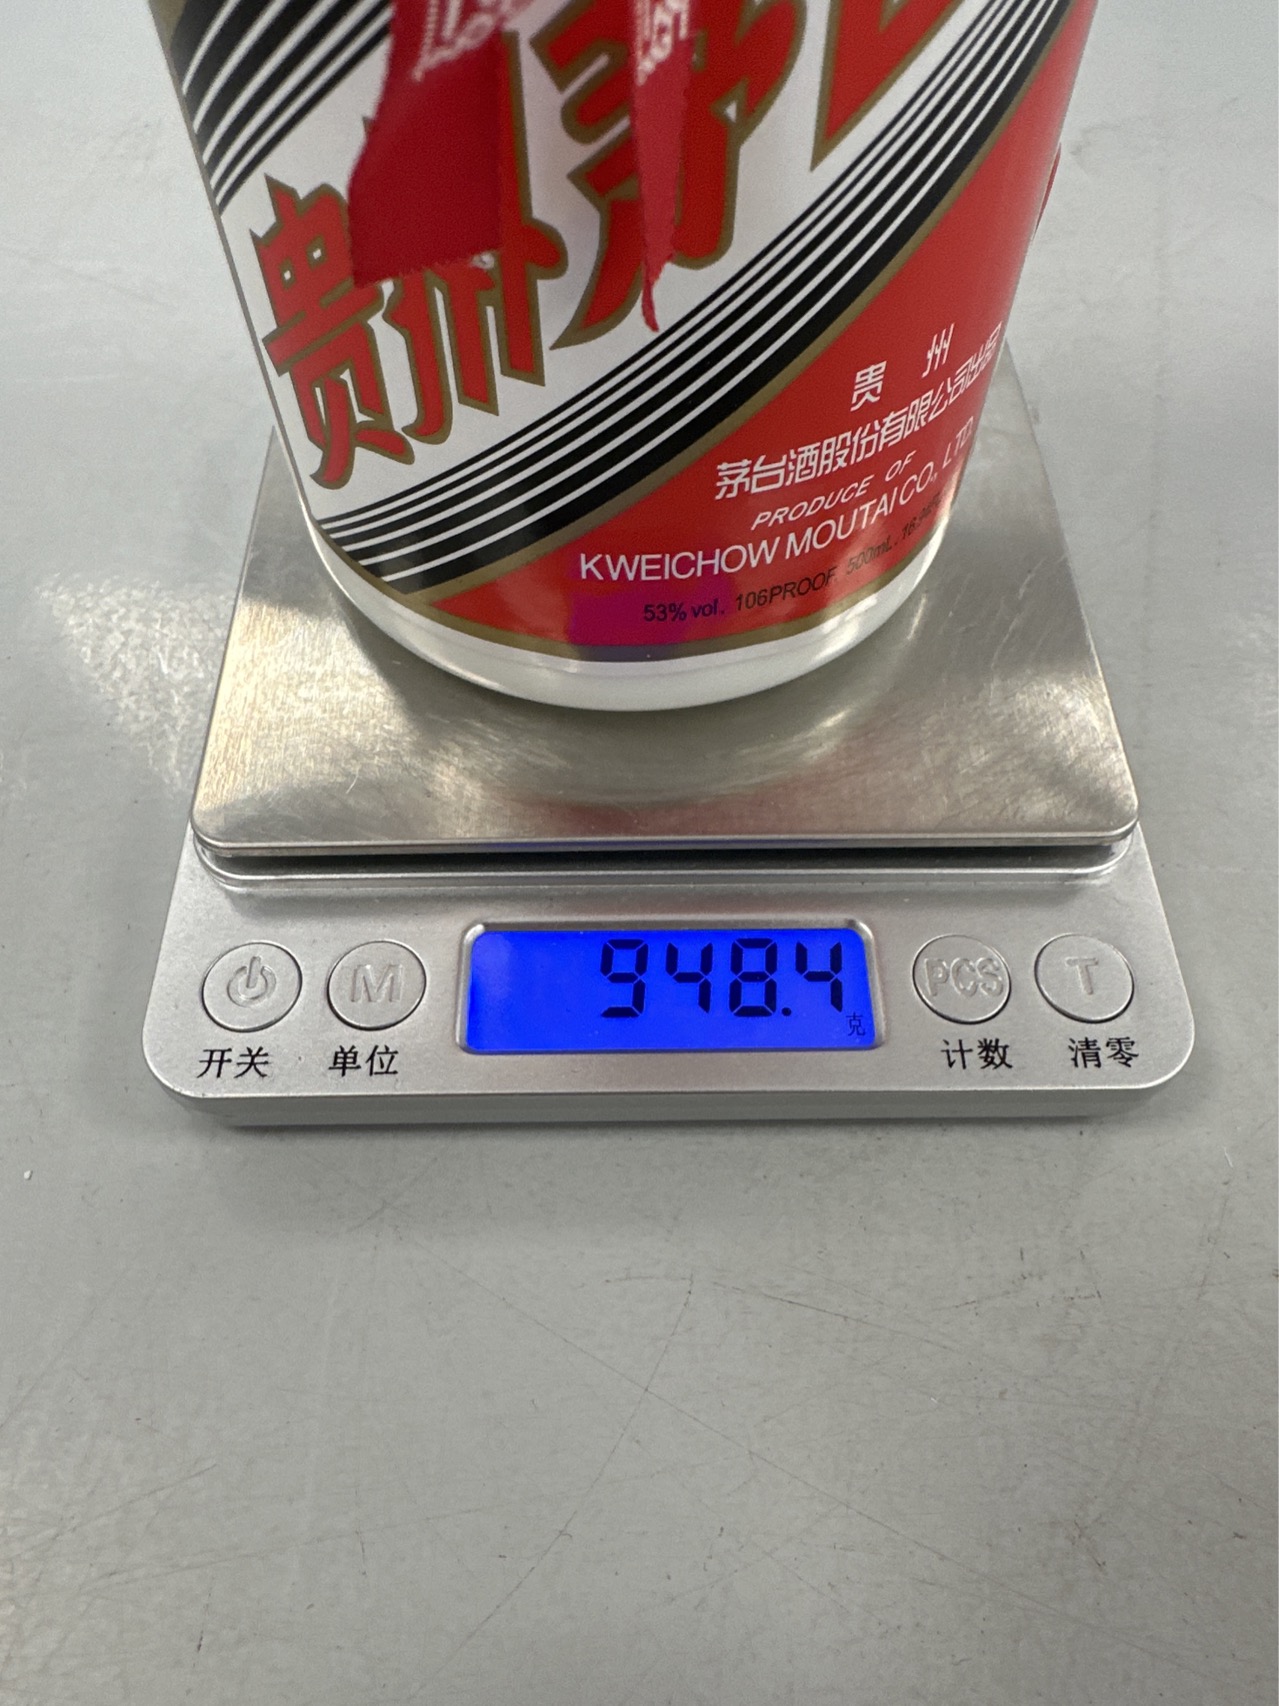 贵州茅
贵 州
茅台酒股份有限公司出品
PRODUCE OF
KWEICHOW MOUTAI CO., LTD.
53% vol. 106PROOF. 500mL.
948.4
克
M
PCS
T
开关
单位
计数
清零